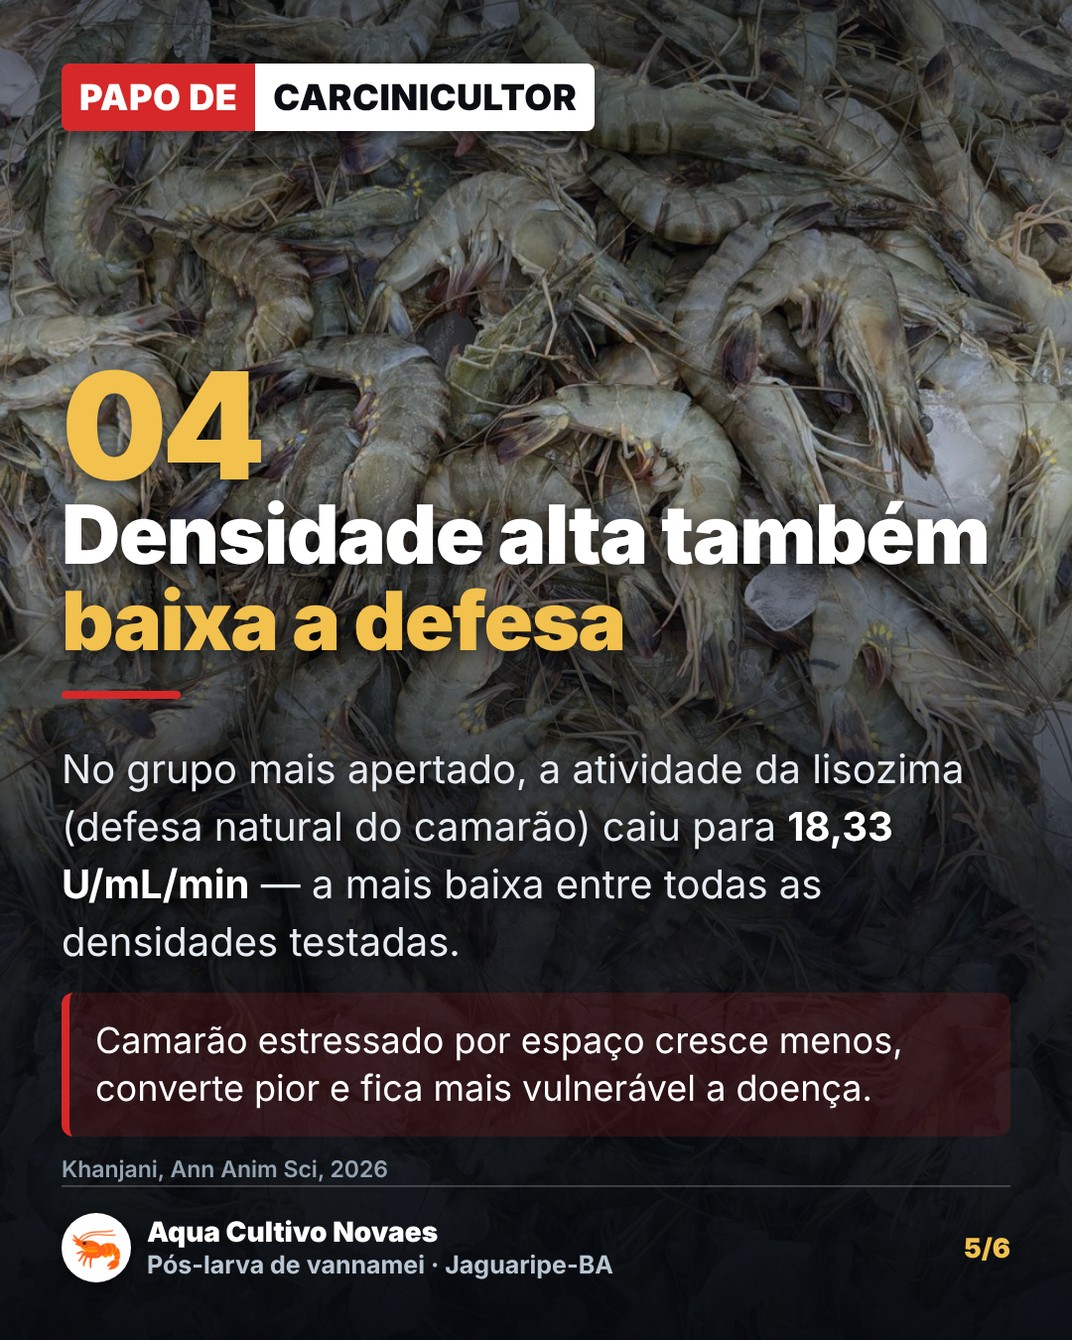 PAPO DE CARCINICULTOR
04
Densidade alta também
baixa a defesa
No grupo mais apertado, a atividade da lisozima
(defesa natural do camarão) caiu para 18,33
U/mL/min — a mais baixa entre todas as
densidades testadas.
Camarão estressado por espaço cresce menos,
converte pior e fica mais vulnerável a doença.
Khanjani, Ann Anim Sci, 2026
Aqua Cultivo Novaes
Pós-larva de vannamei · Jaguaripe-BA
5/6